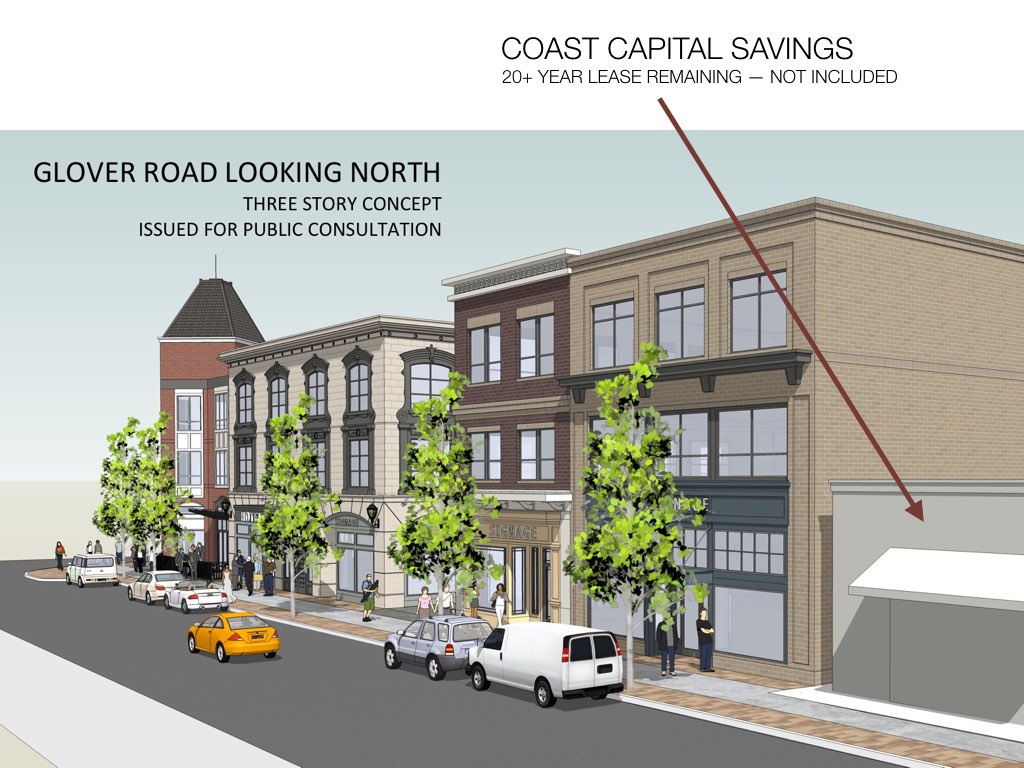 COAST CAPITAL SAVINGS
20+ YEAR LEASE REMAINING — NOT INCLUDED
GLOVER ROAD LOOKING NORTH
THREE STORY CONCEPT
ISSUED FOR PUBLIC CONSULTATION
SIGNAGE